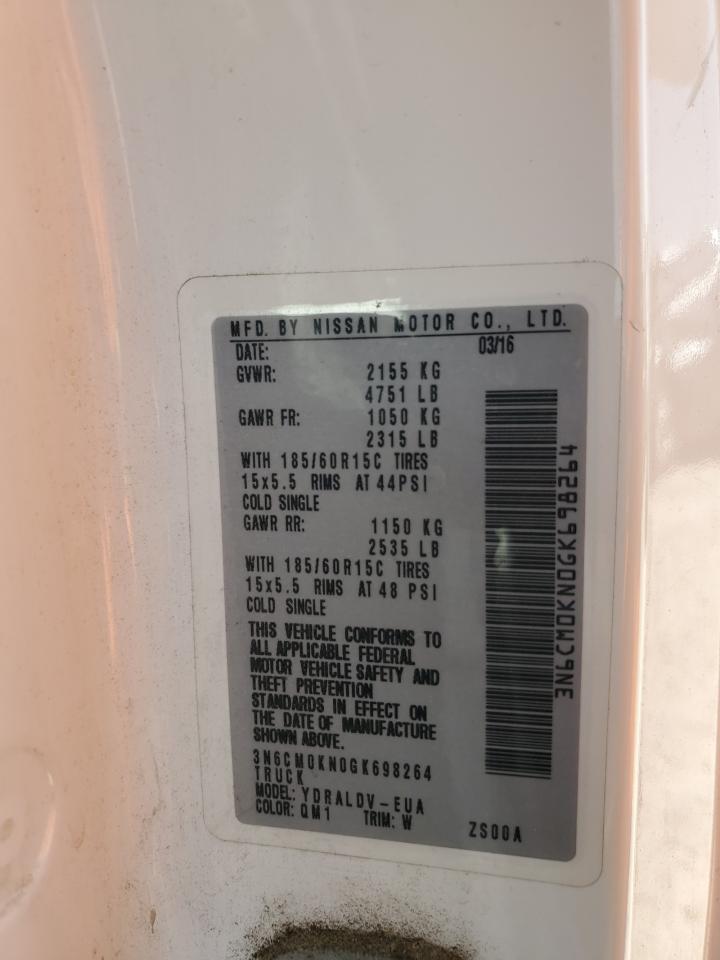 MFD. BY NISSAN MOTOR CO., LTD.
DATE: 03/16
GVWR: 2155 KG
4751 LB
GAWR FR: 1050 KG
2315 LB
WITH 185/60R15C TIRES
15x5.5 RIMS AT 44PSI
COLD SINGLE
GAWR RR: 1150 KG
2535 LB
WITH 185/60R15C TIRES
15x5.5 RIMS AT 48 PSI
COLD SINGLE
THIS VEHICLE CONFORMS TO
ALL APPLICABLE FEDERAL
MOTOR VEHICLE SAFETY AND
THEFT PREVENTION
STANDARDS IN EFFECT ON
THE DATE OF MANUFACTURE
SHOWN ABOVE.
3N6CM0KN0GK698264
TRUCK
MODEL: YDRALDV-EUA
COLOR: QM1 TRIM: W ZS00A
3N6CM0KN0GK698264